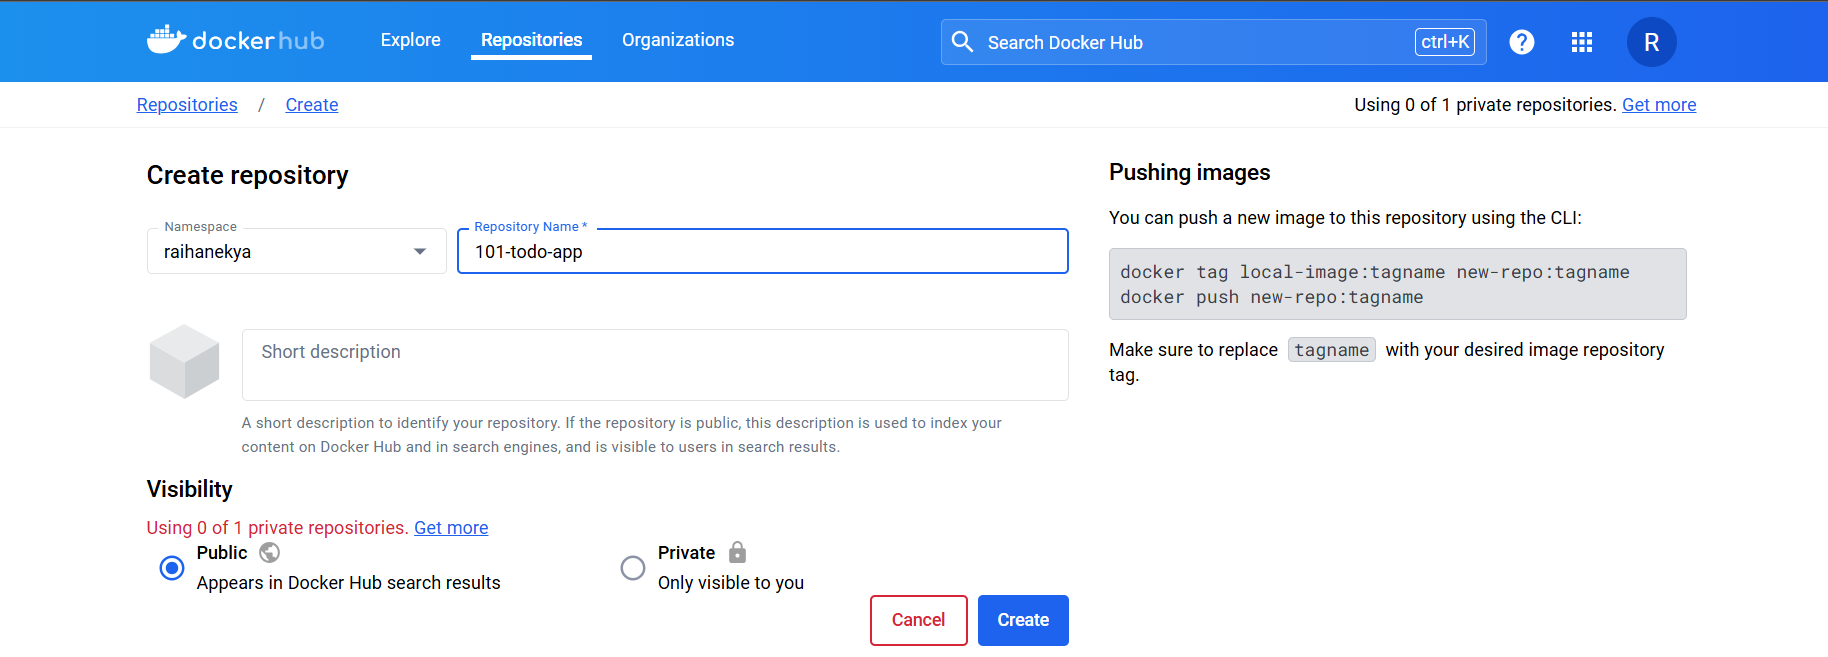 dockerhub Explore Repositories Organizations Search Docker Hub ctrl+K ? R
Repositories / Create Using 0 of 1 private repositories. Get more
Create repository
Namespace
raihanekya
Repository Name *
101-todo-app
Short description
A short description to identify your repository. If the repository is public, this description is used to index your
content on Docker Hub and in search engines, and is visible to users in search results.
Visibility
Using 0 of 1 private repositories. Get more
Public
Appears in Docker Hub search results
Private
Only visible to you
Cancel Create
Pushing images
You can push a new image to this repository using the CLI:
docker tag local-image:tagname new-repo:tagname
docker push new-repo:tagname
Make sure to replace tagname with your desired image repository
tag.